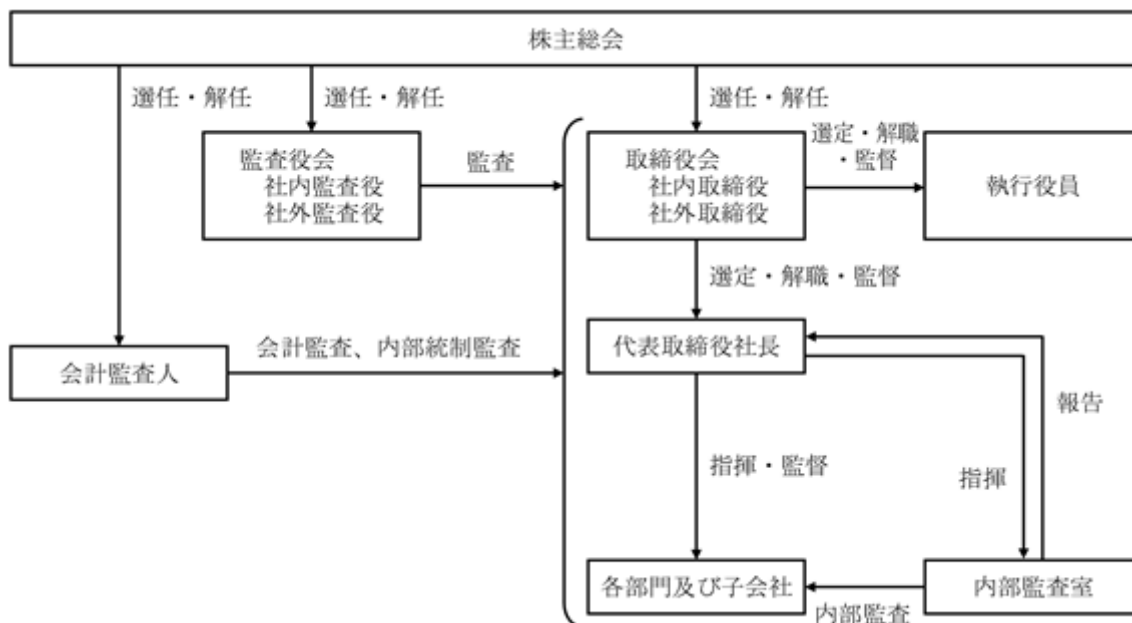 株主総会
選任・解任
選任・解任
選任・解任
監査役会
社内監査役
社外監査役
監査
取締役会
社内取締役
社外取締役
選定・解職
・監督
執行役員
選定・解職・監督
会計監査人
会計監査、内部統制監査
代表取締役社長
報告
指揮・監督
指揮
各部門及び子会社
内部監査
内部監査室